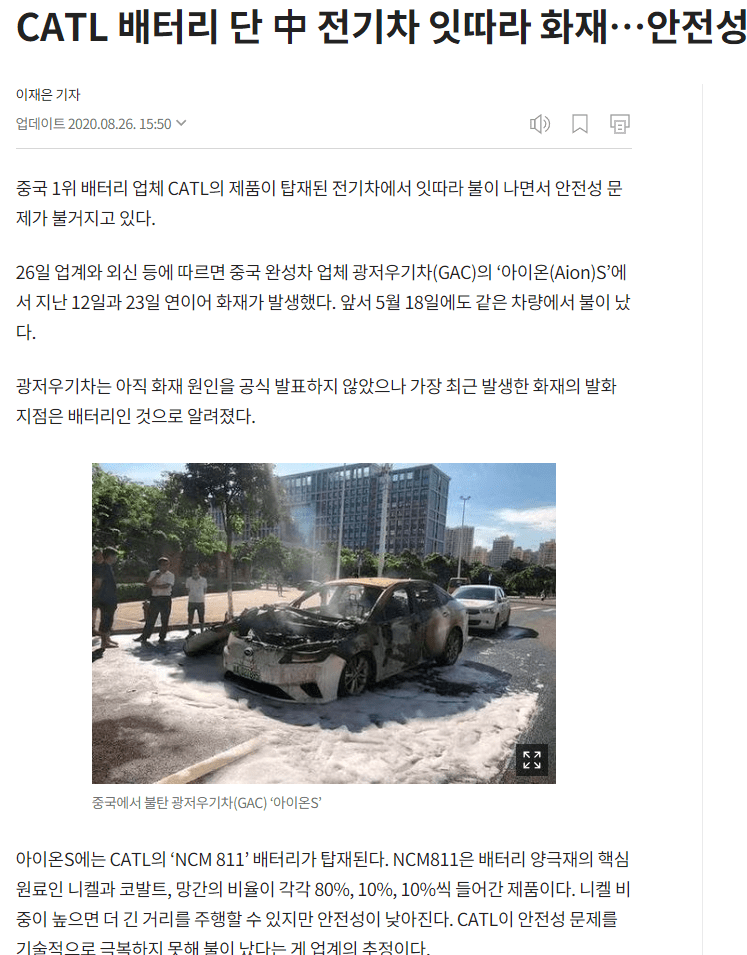 CATL 배터리 단 中 전기차 잇따라 화재…안전성
이재은 기자
업데이트 2020.08.26. 15:50
중국 1위 배터리 업체 CATL의 제품이 탑재된 전기차에서 잇따라 불이 나면서 안전성 문
제가 불거지고 있다.
26일 업계와 외신 등에 따르면 중국 완성차 업체 광저우기차(GAC)의 ‘아이온(Aion)S’에
서 지난 12일과 23일 연이어 화재가 발생했다. 앞서 5월 18일에도 같은 차량에서 불이 났
다.
광저우기차는 아직 화재 원인을 공식 발표하지 않았으나 가장 최근 발생한 화재의 발화
지점은 배터리인 것으로 알려졌다.
중국에서 불탄 광저우기차(GAC) ‘아이온S’
아이온S에는 CATL의 ‘NCM 811’ 배터리가 탑재된다. NCM811은 배터리 양극재의 핵심
원료인 니켈과 코발트, 망간의 비율이 각각 80%, 10%, 10%씩 들어간 제품이다. 니켈 비
중이 높으면 더 긴 거리를 주행할 수 있지만 안전성이 낮아진다. CATL이 안전성 문제를
기술적으로 극복하지 못해 불이 났다는 게 업계의 추정이다.